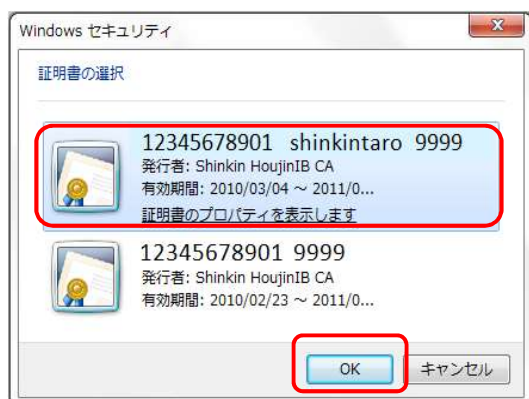 Windows セキュリティ
証明書の選択
12345678901 shinkintaro 9999
発行者: Shinkin HoujinIB CA
有効期間: 2010/03/04 ～ 2011/0...
証明書のプロパティを表示します
12345678901 9999
発行者: Shinkin HoujinIB CA
有効期間: 2010/02/23 ～ 2011/0...
OK キャンセル